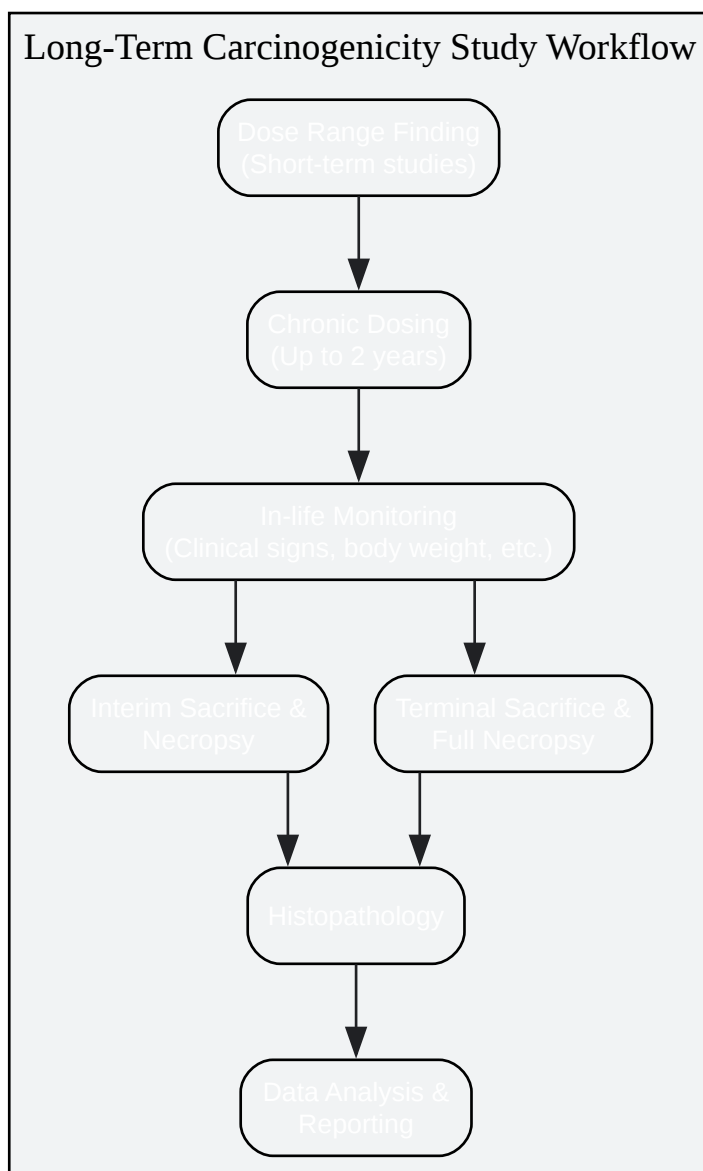 Long-Term Carcinogenicity Study Workflow
Dose Range Finding
(Short-term studies)
Chronic Dosing
(Up to 2 years)
In-life Monitoring
(Clinical signs, body weight, etc.)
Interim Sacrifice &
Necropsy
Terminal Sacrifice &
Full Necropsy
Histopathology
Data Analysis &
Reporting